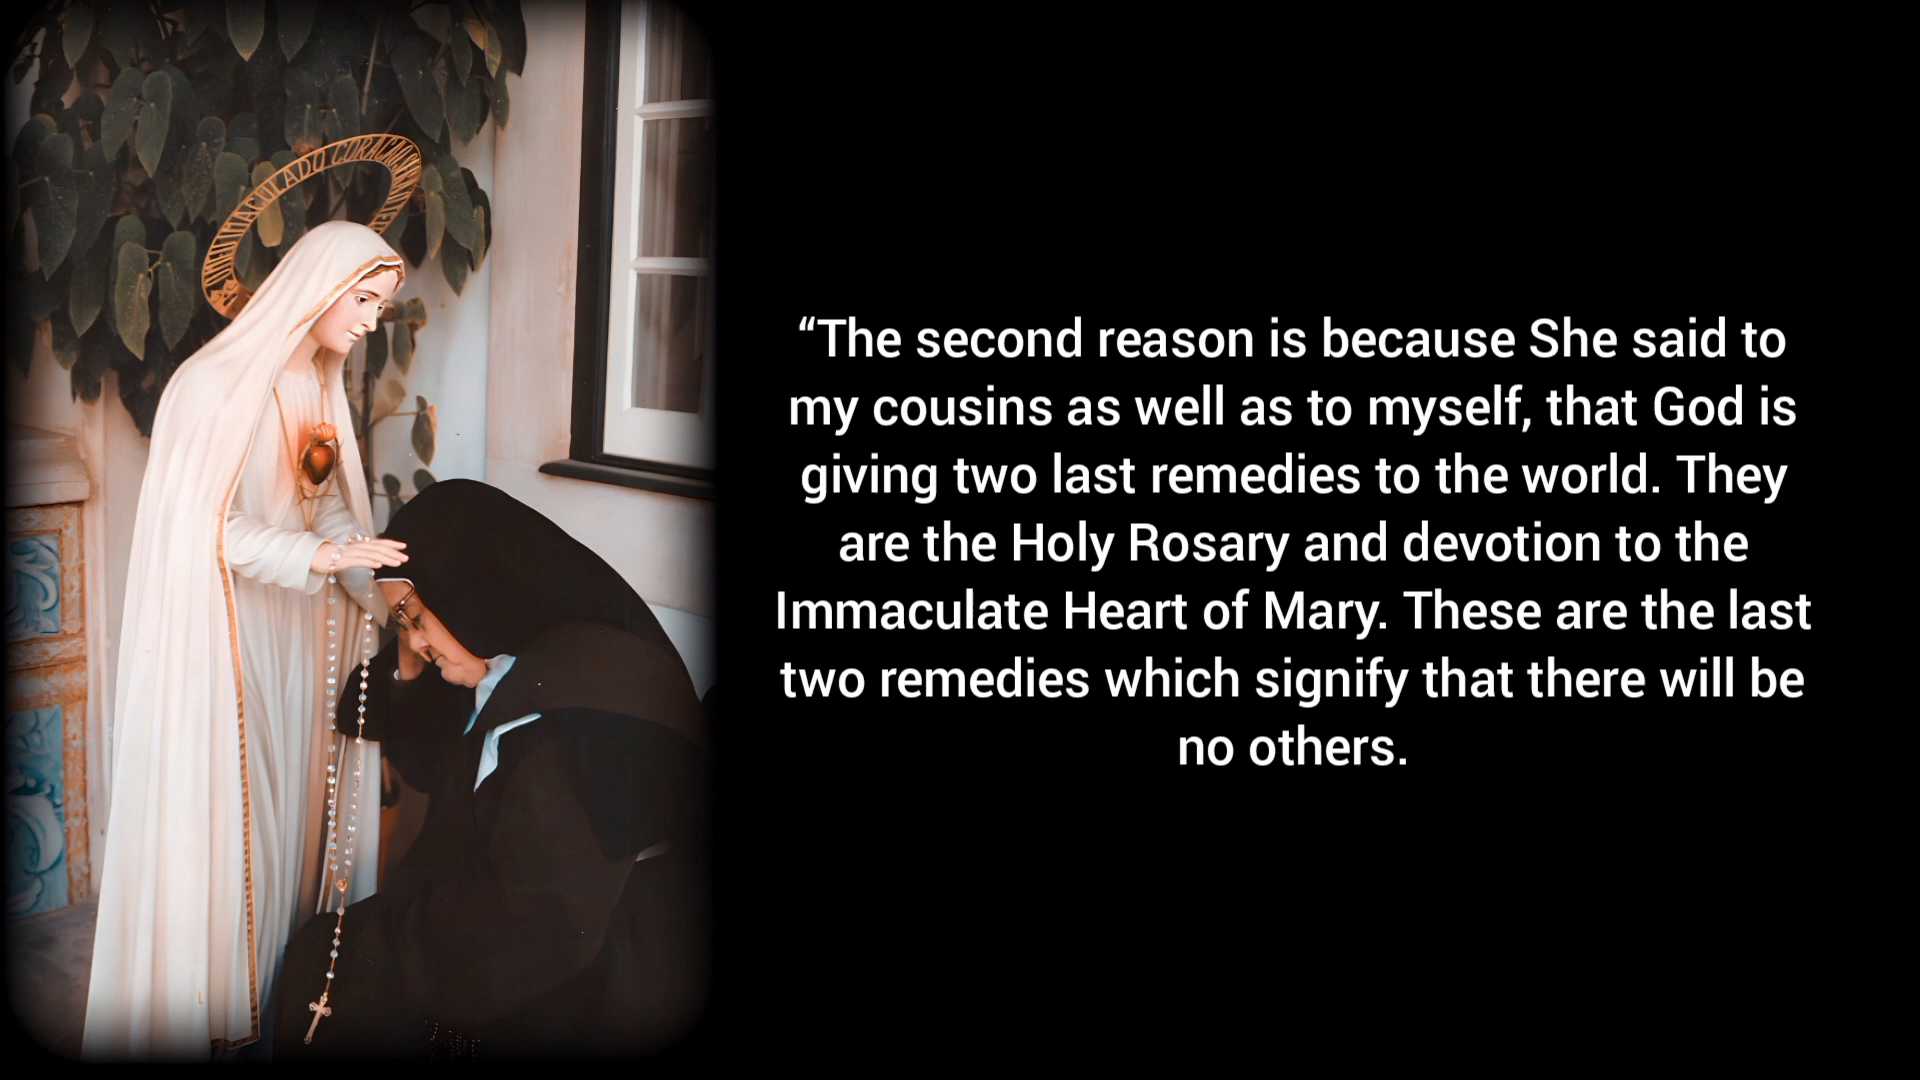 IMACOLADO CORAÇAO
“The second reason is because She said to
my cousins as well as to myself, that God is
giving two last remedies to the world. They
are the Holy Rosary and devotion to the
Immaculate Heart of Mary. These are the last
two remedies which signify that there will be
no others.